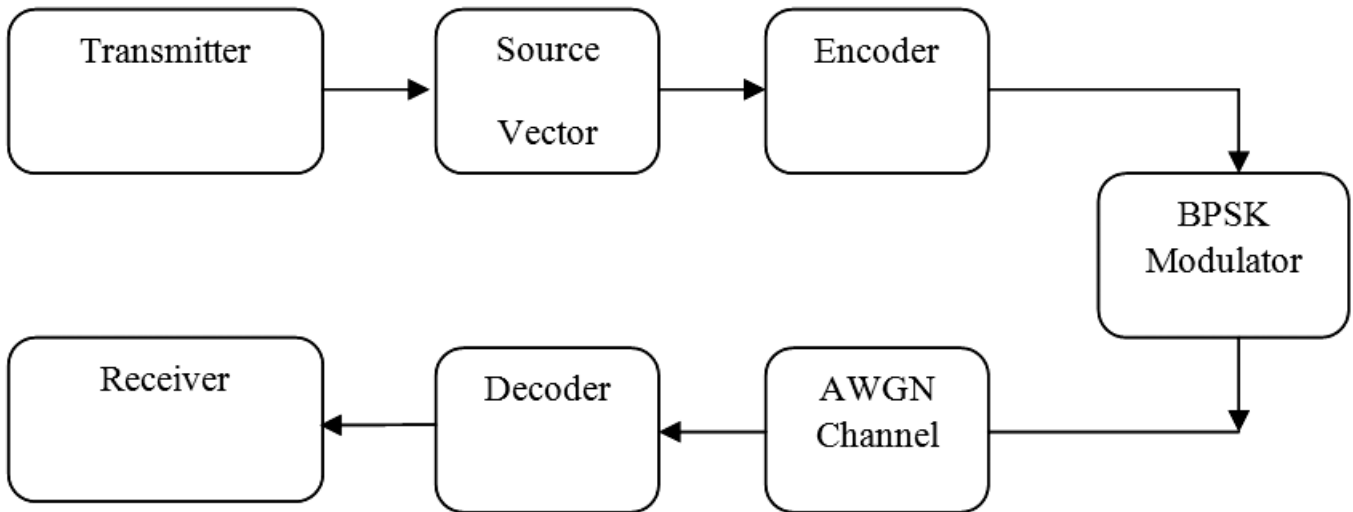 Transmitter
Source
Vector
Encoder
BPSK
Modulator
Receiver
Decoder
AWGN
Channel